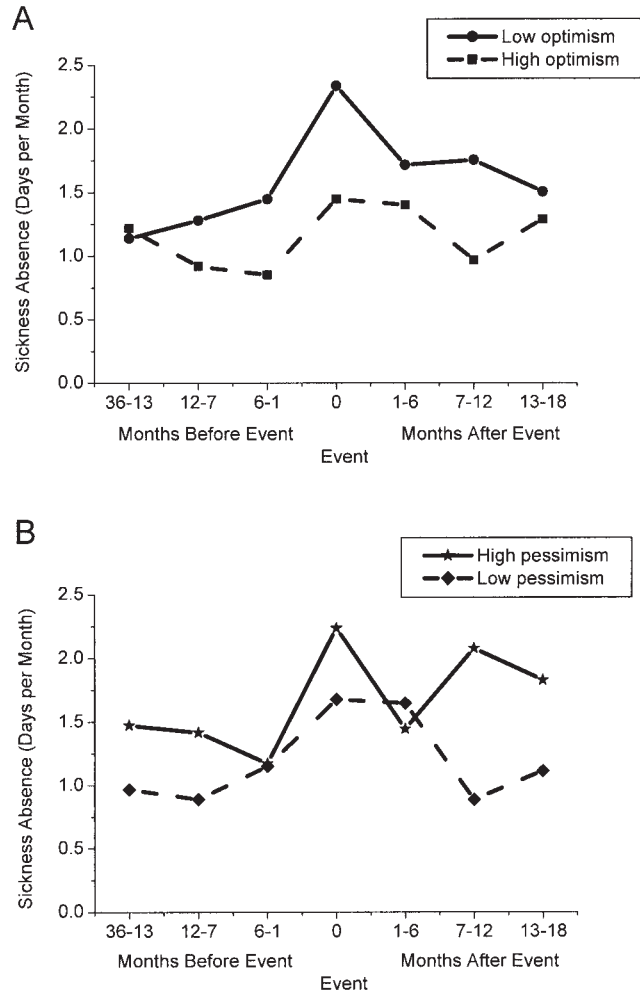 A
Low optimism
High optimism
Sickness Absence (Days per Month)
2.5
2.0
1.5
1.0
0.5
0.0
36-13 12-7 6-1 0 1-6 7-12 13-18
Months Before Event Months After Event
Event
B
High pessimism
Low pessimism
Sickness Absence (Days per Month)
2.5
2.0
1.5
1.0
0.5
0.0
36-13 12-7 6-1 0 1-6 7-12 13-18
Months Before Event Months After Event
Event